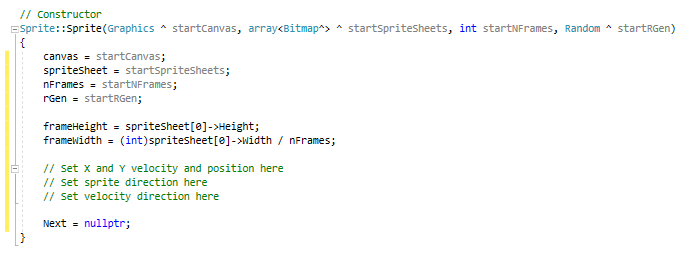 // Constructor
Sprite::Sprite(Graphics ^ startCanvas, array<Bitmap^> ^ startSpriteSheets, int startNFrames, Random ^ startRGen)
{
canvas = startCanvas;
spriteSheet = startSpriteSheets;
nFrames = startNFrames;
rGen = startRGen;
frameHeight = spriteSheet[0]->Height;
frameWidth = (int)spriteSheet[0]->Width / nFrames;
// Set X and Y velocity and position here
// Set sprite direction here
// Set velocity direction here
Next = nullptr;
}